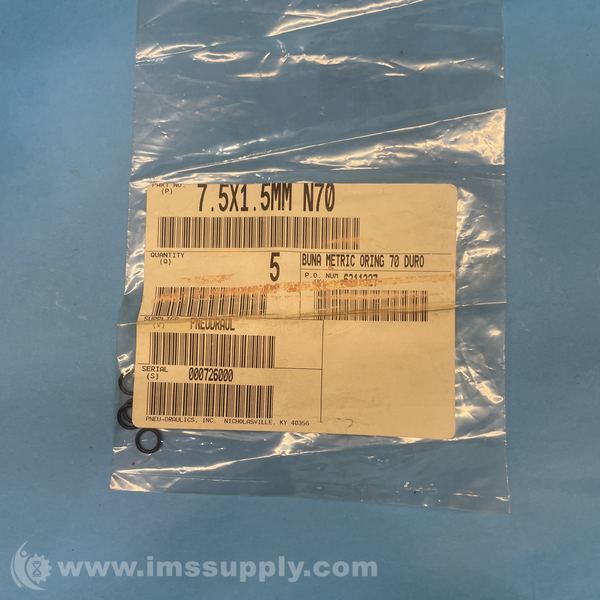 PART NO. 7.5X1.5MM N70
(P)
QUANTITY 5 BUNA METRIC ORING 70 DURO
(Q) P.O. NUM
SUPPLIER PNEUDRAUL
(V)
SERIAL 000726000
(S)
PNEU-DRAULICS, INC. NICHOLASVILLE, KY 40356
www.imssupply.com